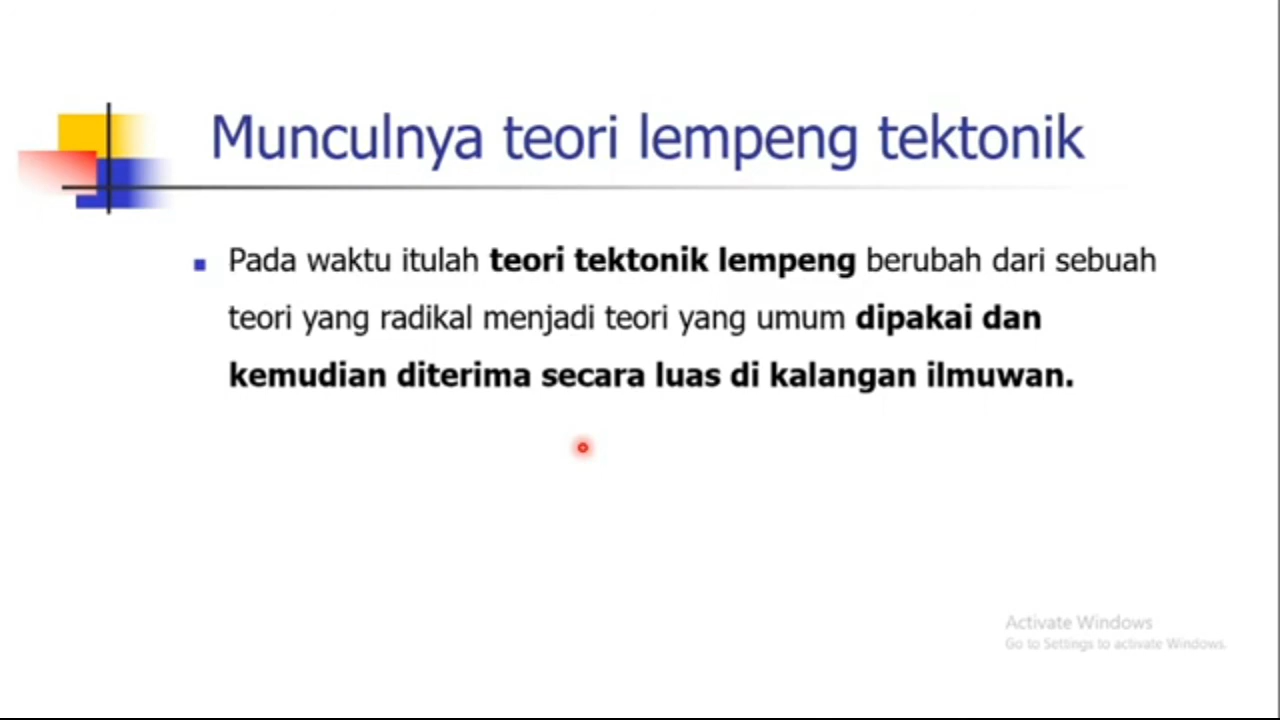 Munculnya teori lempeng tektonik
Pada waktu itulah teori tektonik lempeng berubah dari sebuah
teori yang radikal menjadi teori yang umum dipakai dan
kemudian diterima secara luas di kalangan ilmuwan.
Activate Windows
Go to Settings to activate Windows.